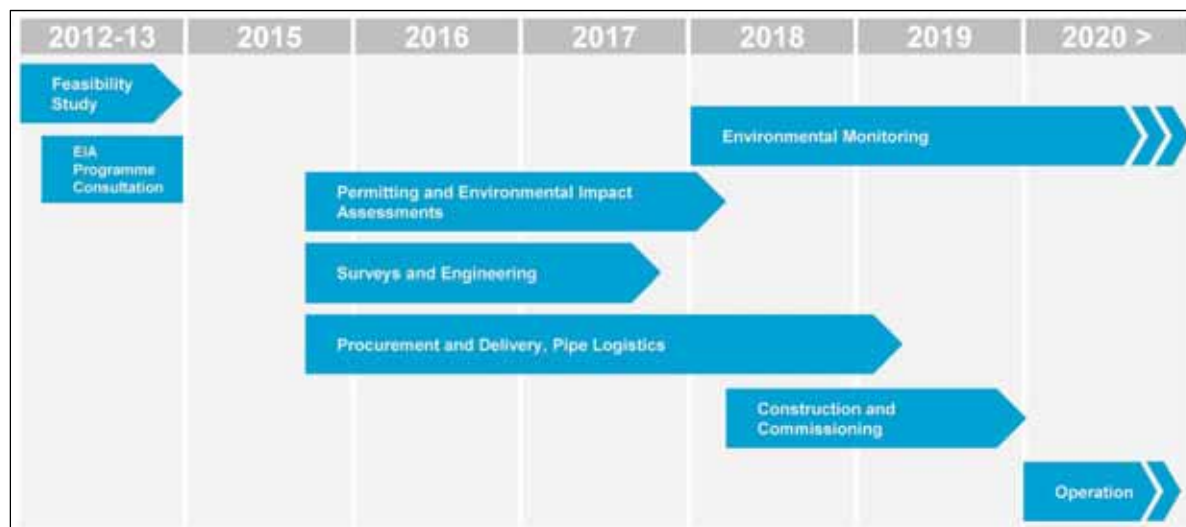 2012-13 2015 2016 2017 2018 2019 2020 >
Feasibility
Study
EIA
Programme
Consultation
Environmental Monitoring
Permitting and Environmental Impact
Assessments
Surveys and Engineering
Procurement and Delivery, Pipe Logistics
Construction and
Commissioning
Operation